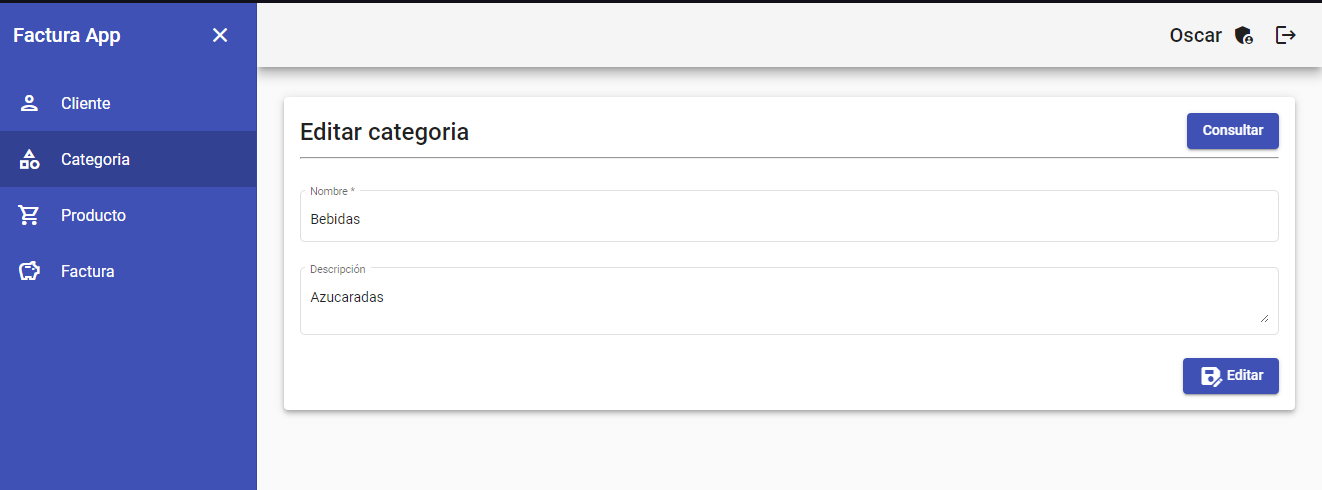 Factura App
Oscar
Cliente
Categoria
Producto
Factura
Editar categoria
Consultar
Nombre *
Bebidas
Descripción
Azucaradas
Editar